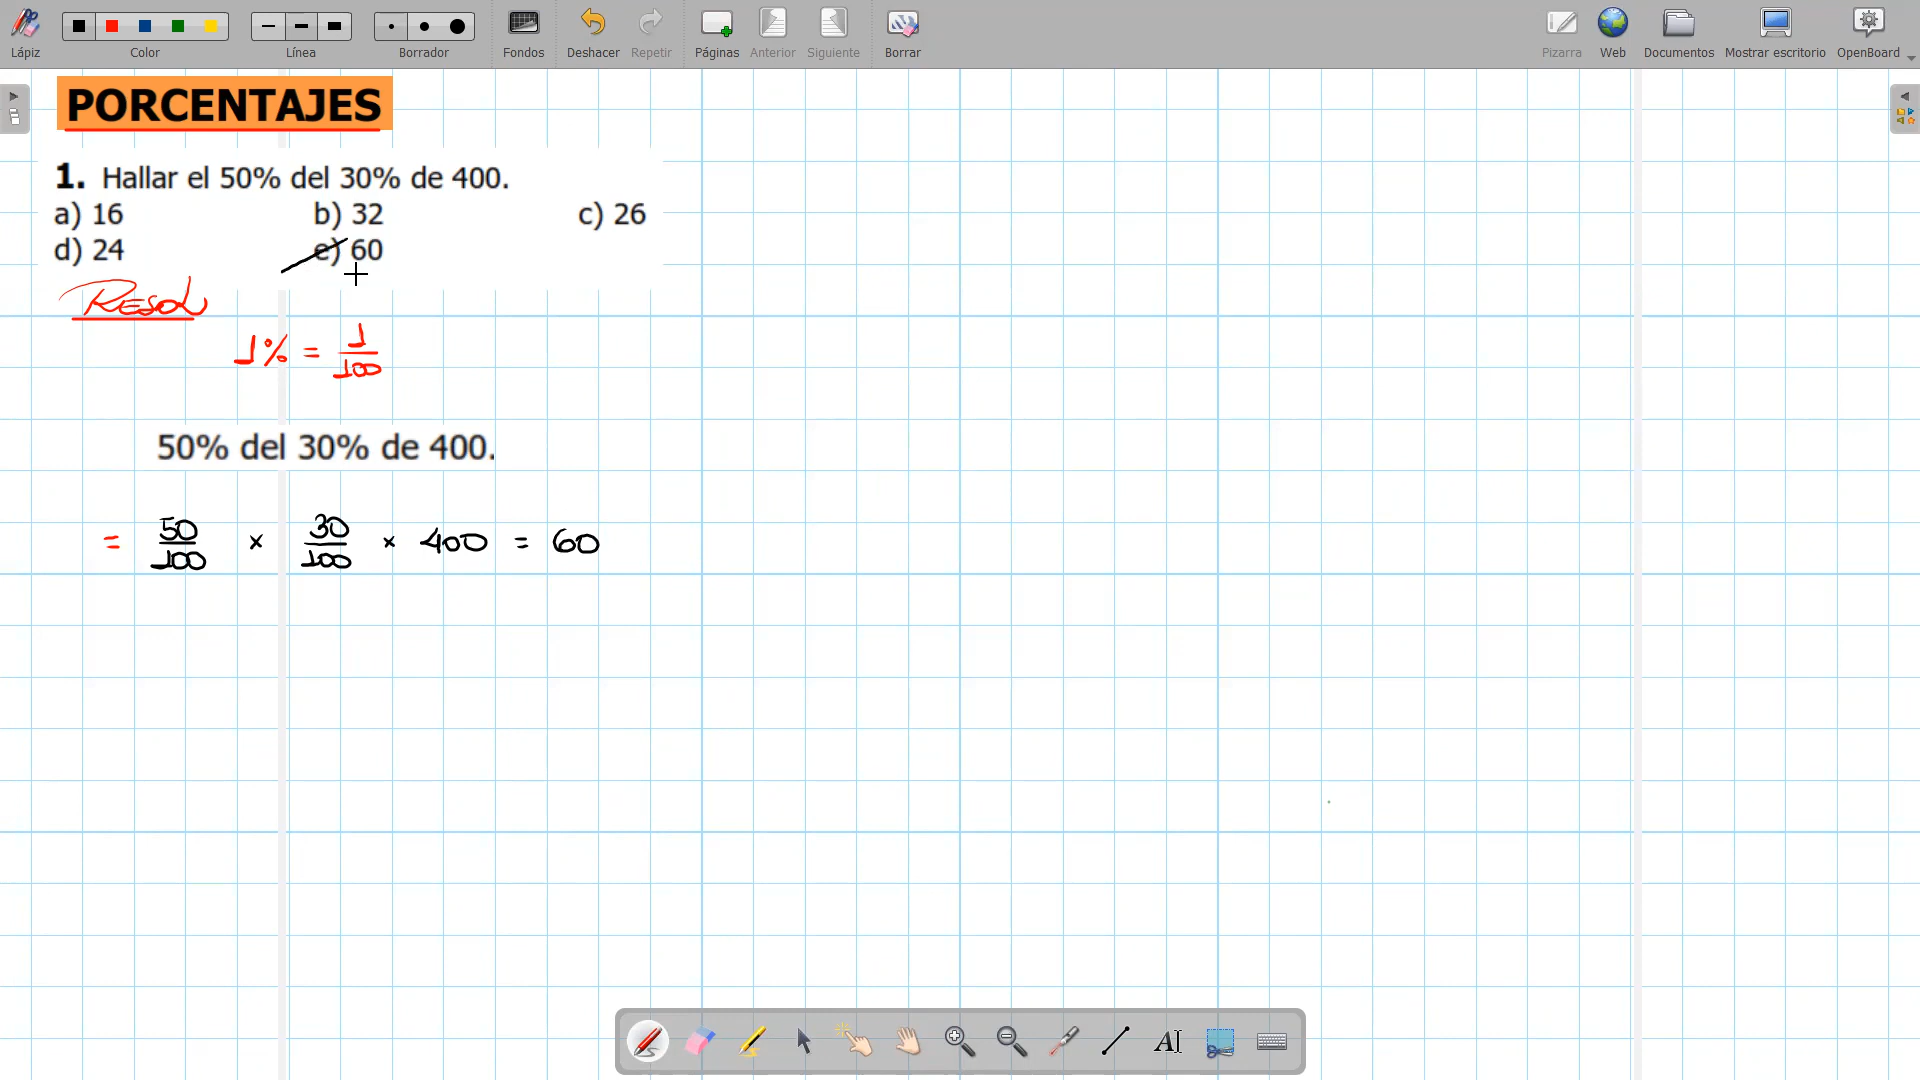 Lápiz Color Línea Borrador Fondos Deshacer Repetir Páginas Anterior Siguiente Borrar Pizarra Web Documentos Mostrar escritorio OpenBoard
PORCENTAJES
1. Hallar el 50% del 30% de 400.
a) 16 b) 32 c) 26
d) 24 e) 60
RESOL
1% = 1/100
50% del 30% de 400.
= 50/100 × 30/100 × 400 = 60